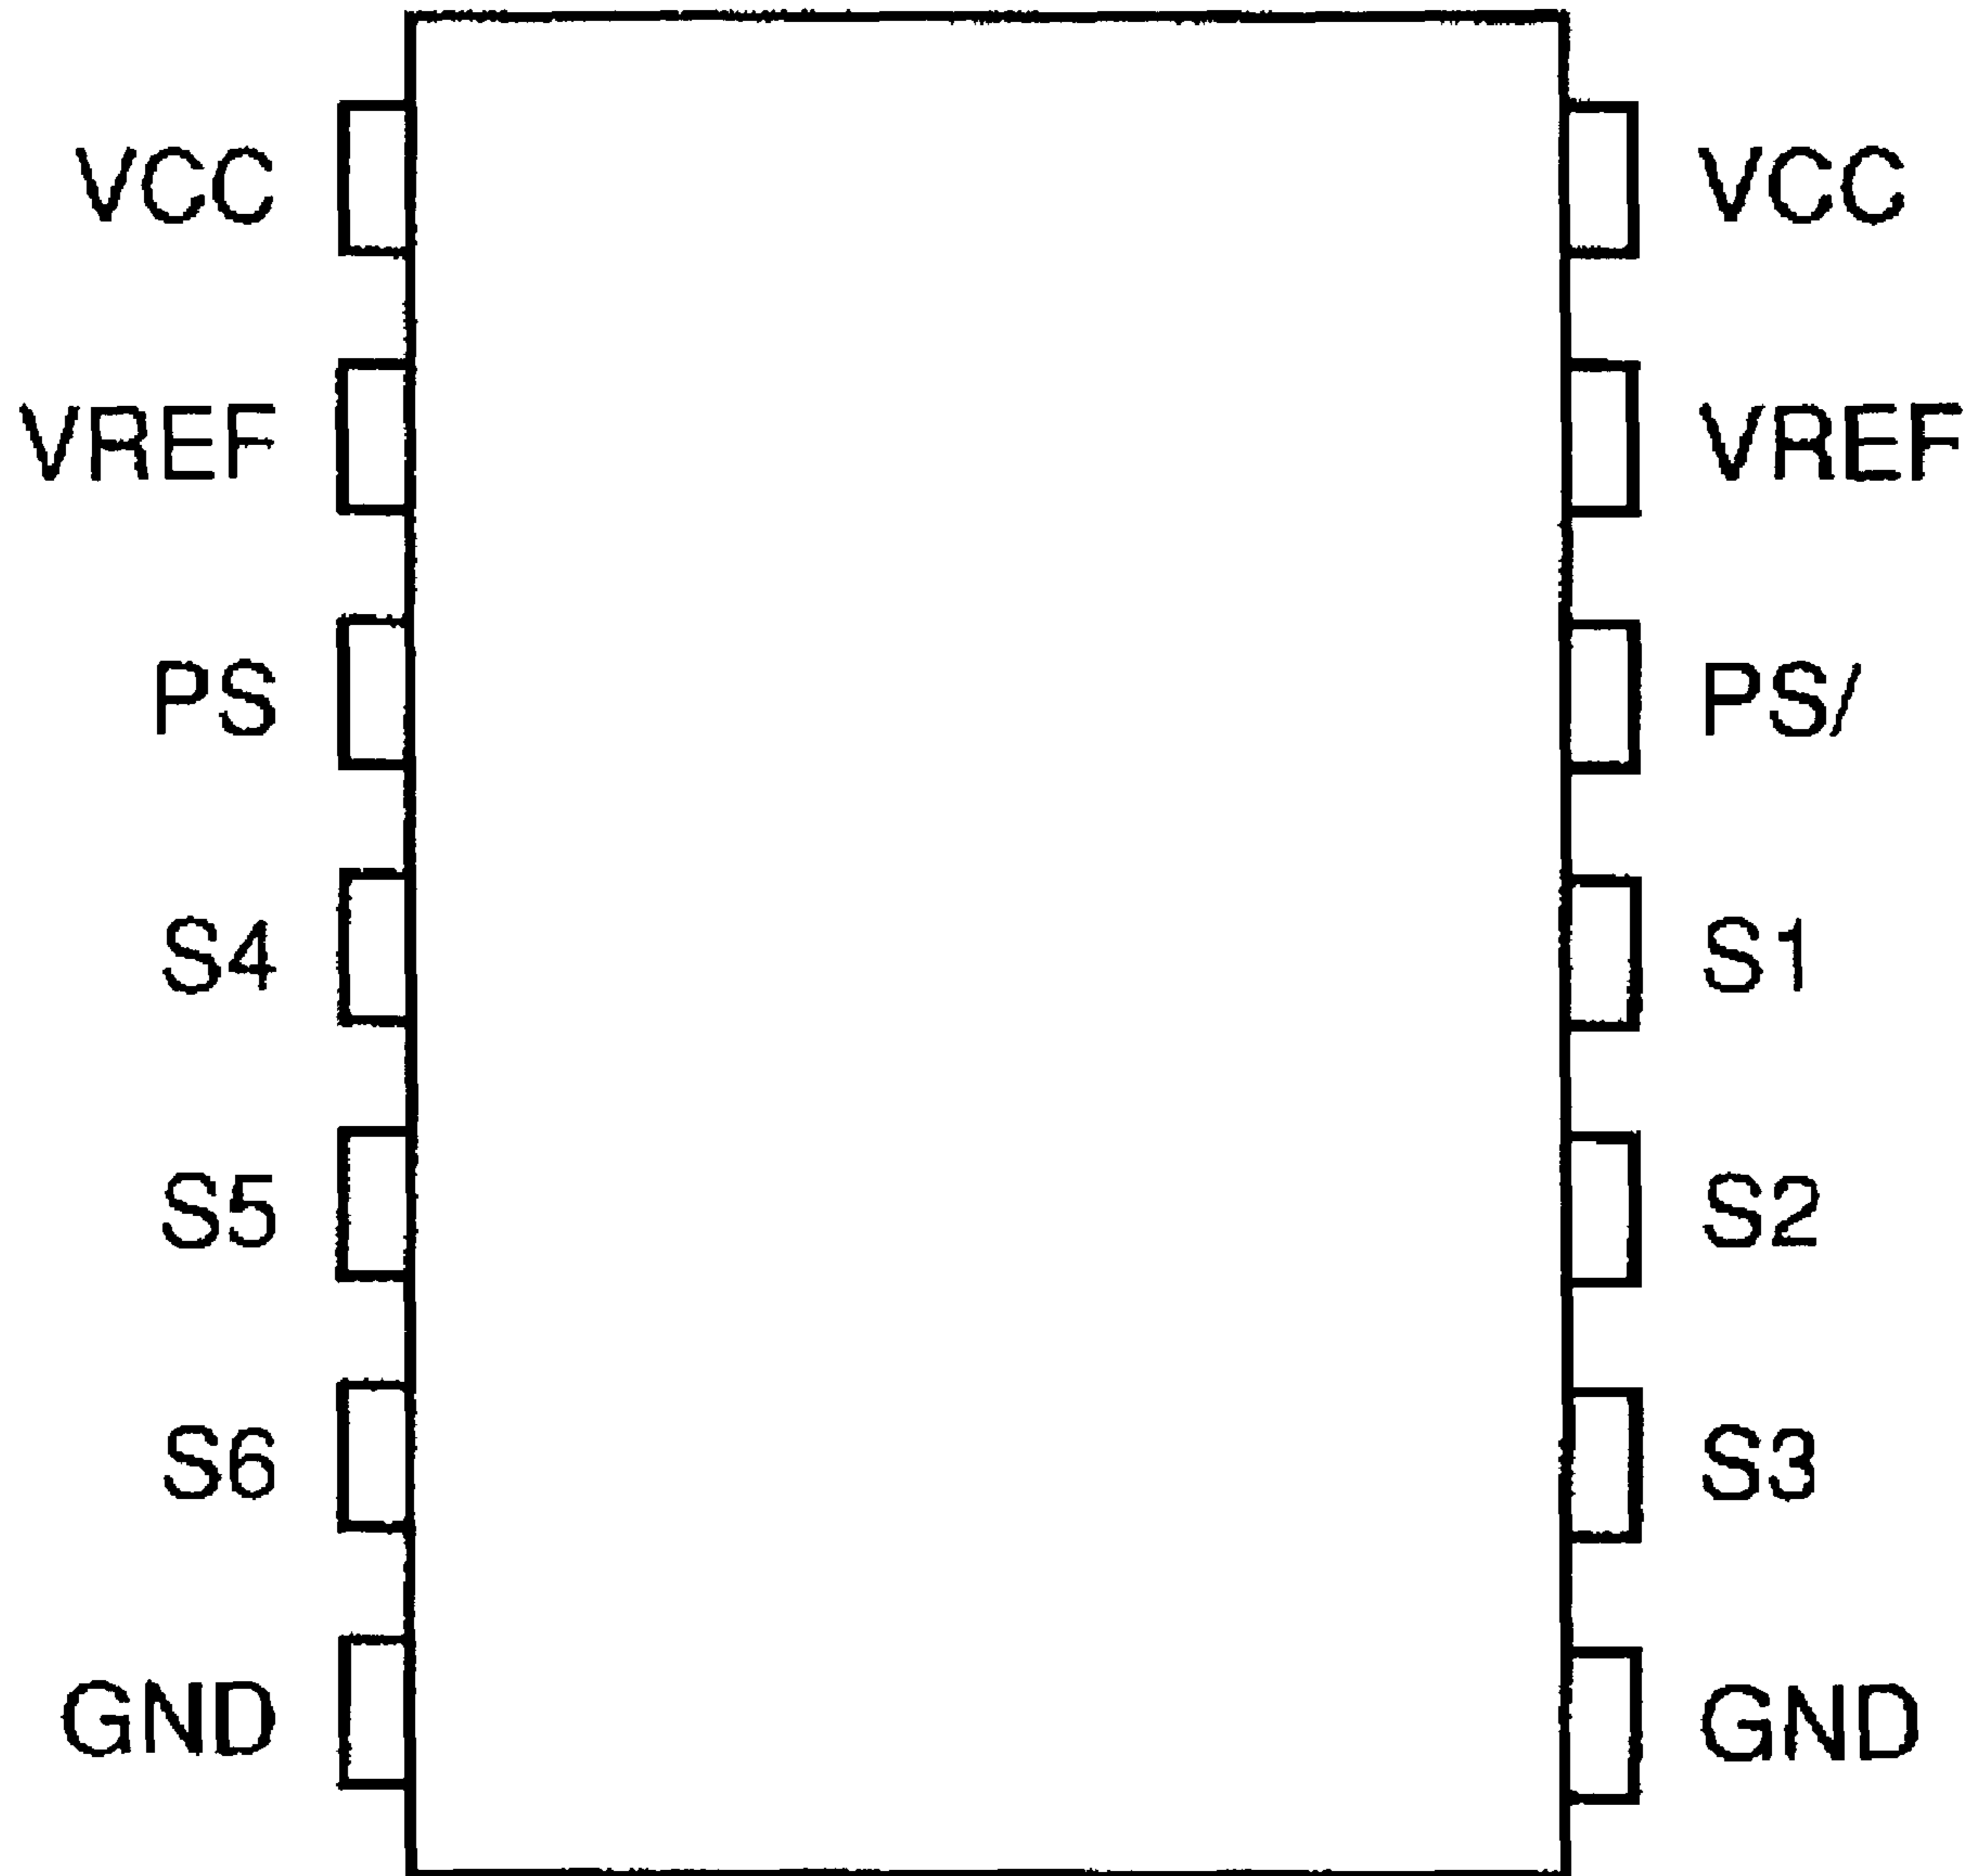 VCC VCC
VREF VREF
PS PS/
S4 S1
S5 S2
S6 S3
GND GND